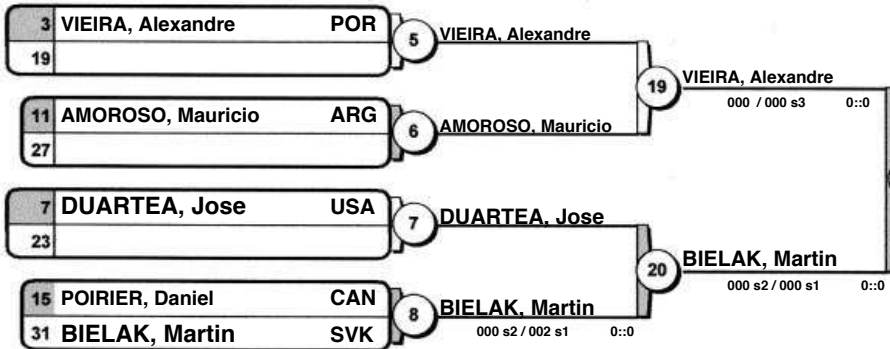 3 VIEIRA, Alexandre POR
19
5
VIEIRA, Alexandre
11 AMOROSO, Mauricio ARG
27
6
AMOROSO, Mauricio
19
VIEIRA, Alexandre
000 / 000 s3 0::0
7 DUARTEA, Jose USA
23
7
DUARTEA, Jose
15 POIRIER, Daniel CAN
31 BIELAK, Martin SVK
8
BIELAK, Martin
000 s2 / 002 s1 0::0
20
BIELAK, Martin
000 s2 / 000 s1 0::0